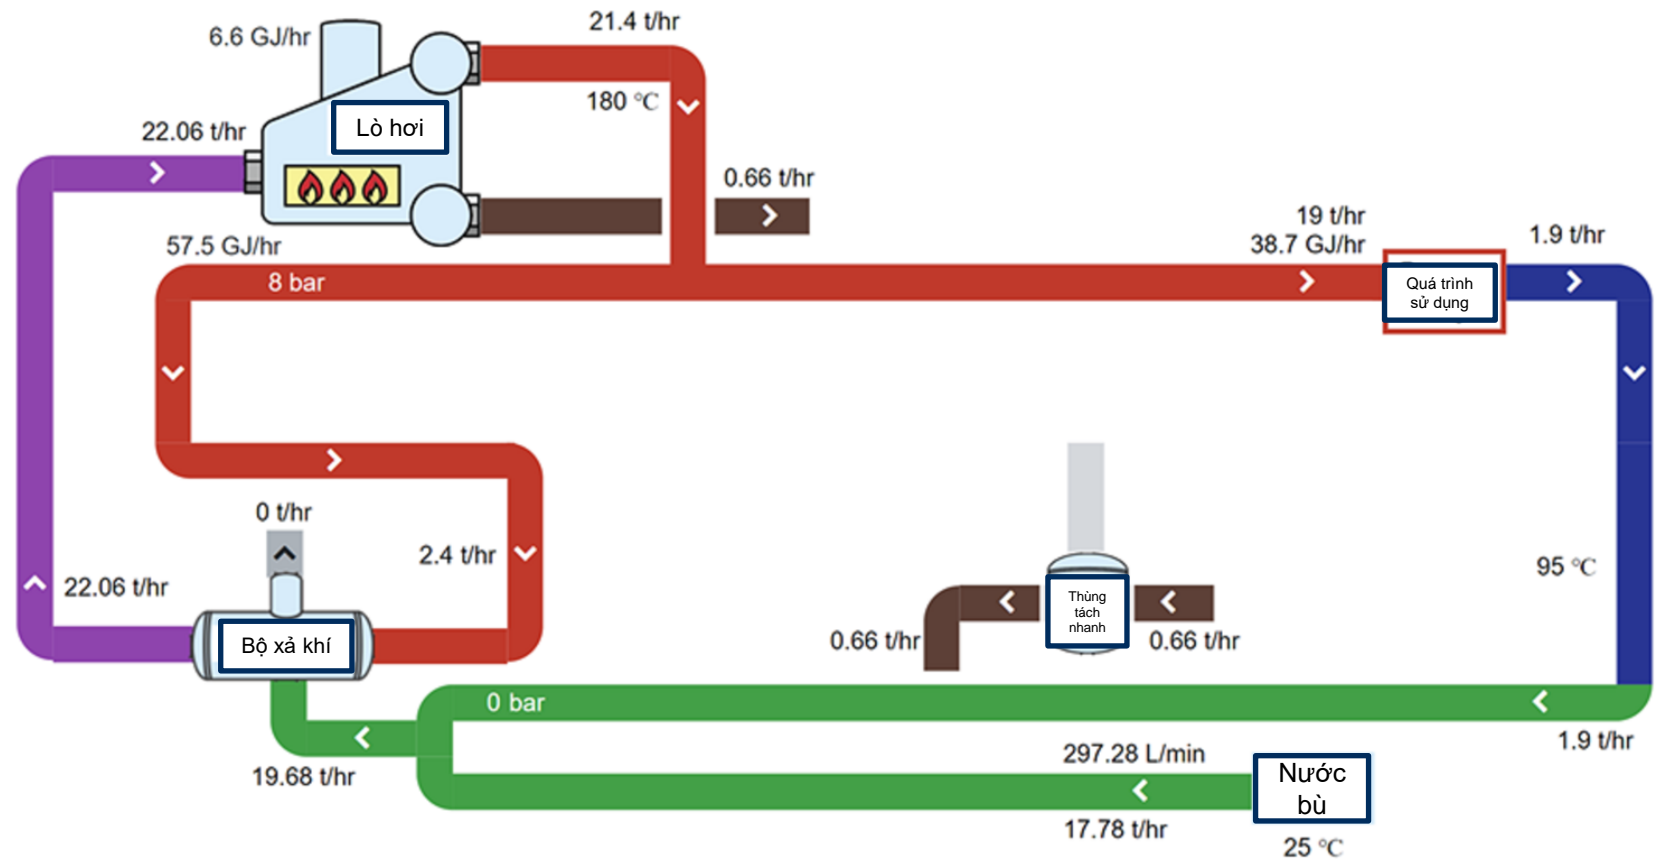 21.4 t/hr
6.6 GJ/hr
180 °C
Lò hơi
22.06 t/hr
0.66 t/hr
57.5 GJ/hr
19 t/hr
38.7 GJ/hr
1.9 t/hr
8 bar
Quá trình
sử dụng
0 t/hr
2.4 t/hr
22.06 t/hr
95 °C
Thùng
tách
nhanh
0.66 t/hr
0.66 t/hr
Bộ xả khí
0 bar
1.9 t/hr
19.68 t/hr
297.28 L/min
Nước
bù
17.78 t/hr
25 °C